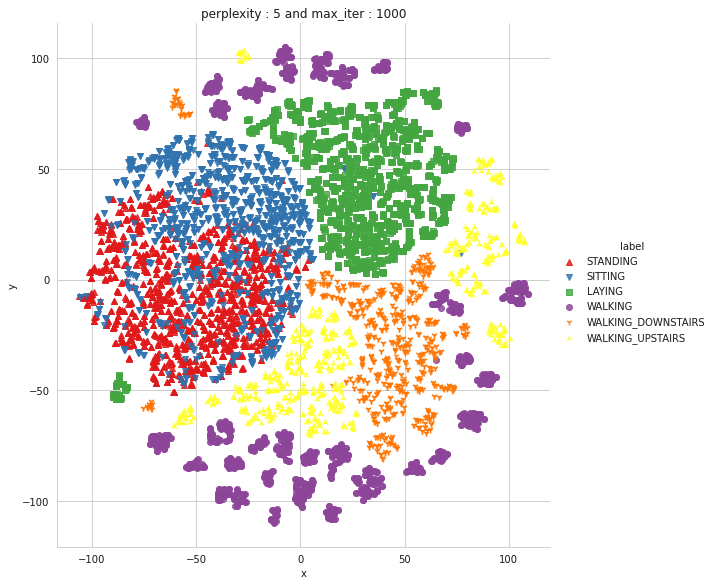 perplexity : 5 and max_iter : 1000
100
50
0
−50
−100
y
−100
−50
0
50
100
x
label
STANDING
SITTING
LAYING
WALKING
WALKING_DOWNSTAIRS
WALKING_UPSTAIRS